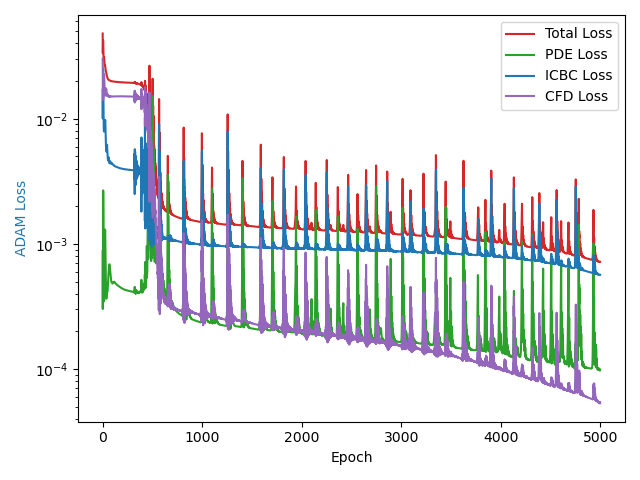 Total Loss
PDE Loss
ICBC Loss
CFD Loss
ADAM Loss
10⁻²
10⁻³
10⁻⁴
0 1000 2000 3000 4000 5000
Epoch